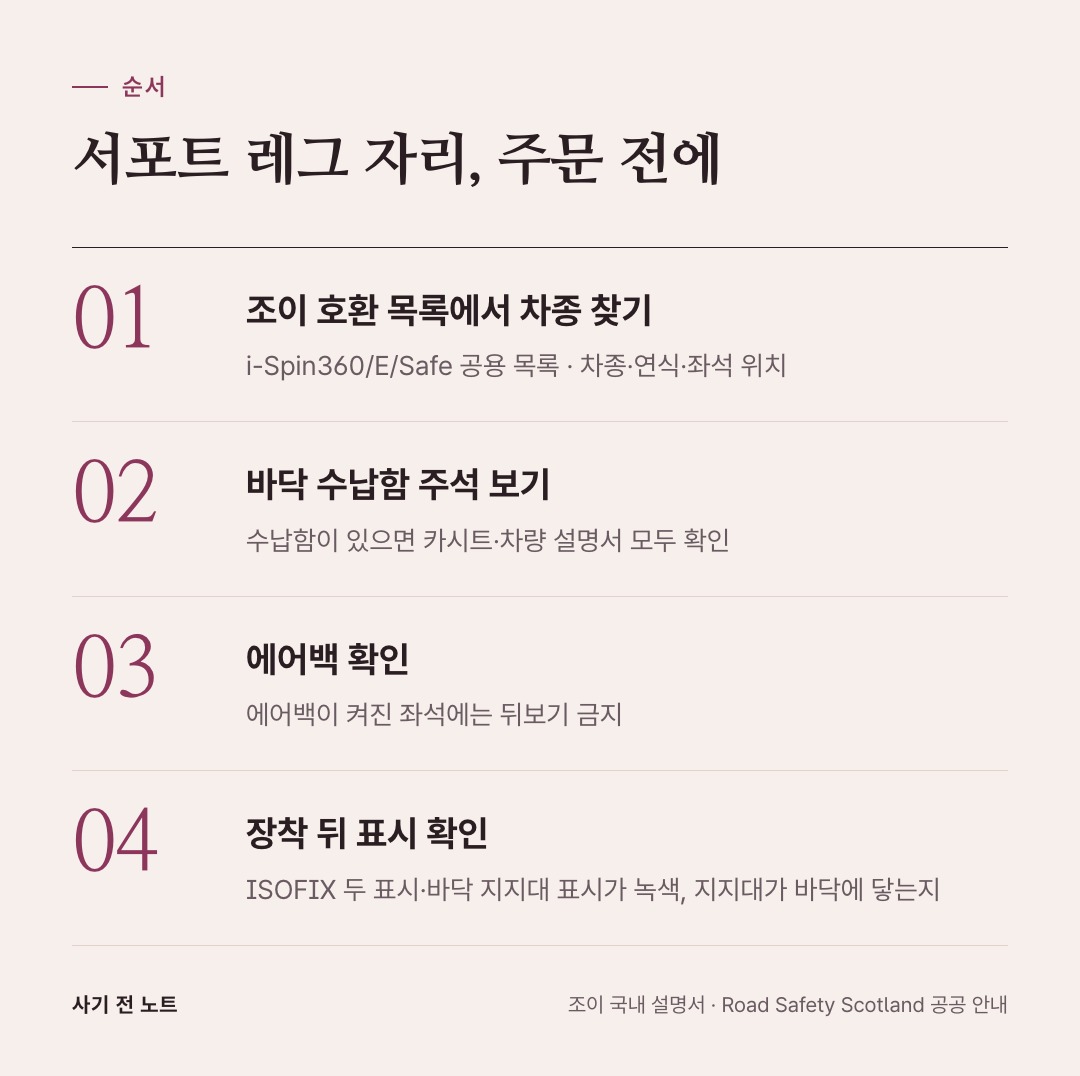 순서
서포트 레그 자리, 주문 전에
01
조이 호환 목록에서 차종 찾기
i-Spin360/E/Safe 공용 목록 · 차종·연식·좌석 위치
02
바닥 수납함 주석 보기
수납함이 있으면 카시트·차량 설명서 모두 확인
03
에어백 확인
에어백이 켜진 좌석에는 뒤보기 금지
04
장착 뒤 표시 확인
ISOFIX 두 표시·바닥 지지대 표시가 녹색, 지지대가 바닥에 닿는지
사기 전 노트
조이 국내 설명서 · Road Safety Scotland 공공 안내